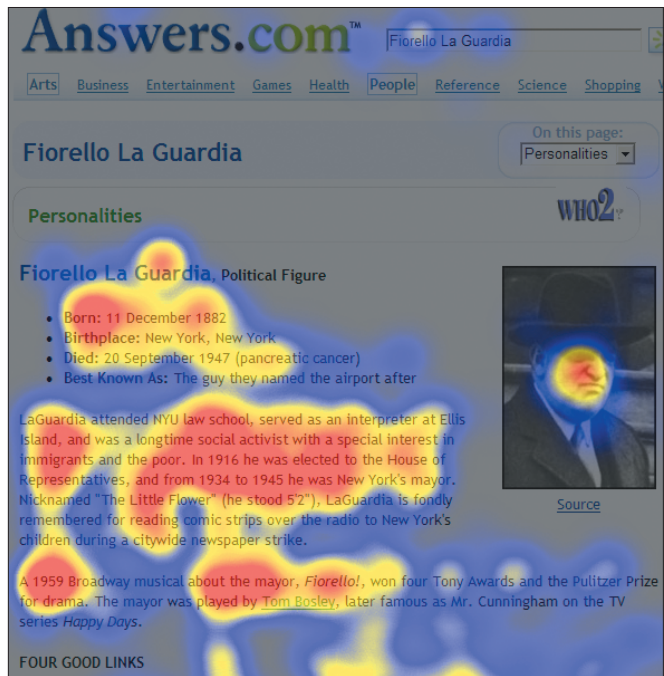 Answers.com™
Fiorello La Guardia
Arts Business Entertainment Games Health People Reference Science Shopping
Fiorello La Guardia
On this page:
Personalities
Personalities
WHO2?
Fiorello La Guardia, Political Figure
• Born: 11 December 1882
• Birthplace: New York, New York
• Died: 20 September 1947 (pancreatic cancer)
• Best Known As: The guy they named the airport after
LaGuardia attended NYU law school, served as an interpreter at Ellis
Island, and was a longtime social activist with a special interest in
immigrants and the poor. In 1916 he was elected to the House of
Representatives, and from 1934 to 1945 he was New York's mayor.
Nicknamed "The Little Flower" (he stood 5'2"), LaGuardia is fondly
remembered for reading comic strips over the radio to New York's
children during a citywide newspaper strike.
Source
A 1959 Broadway musical about the mayor, Fiorello!, won four Tony Awards and the Pulitzer Prize
for drama. The mayor was played by Tom Bosley, later famous as Mr. Cunningham on the TV
series Happy Days.
FOUR GOOD LINKS